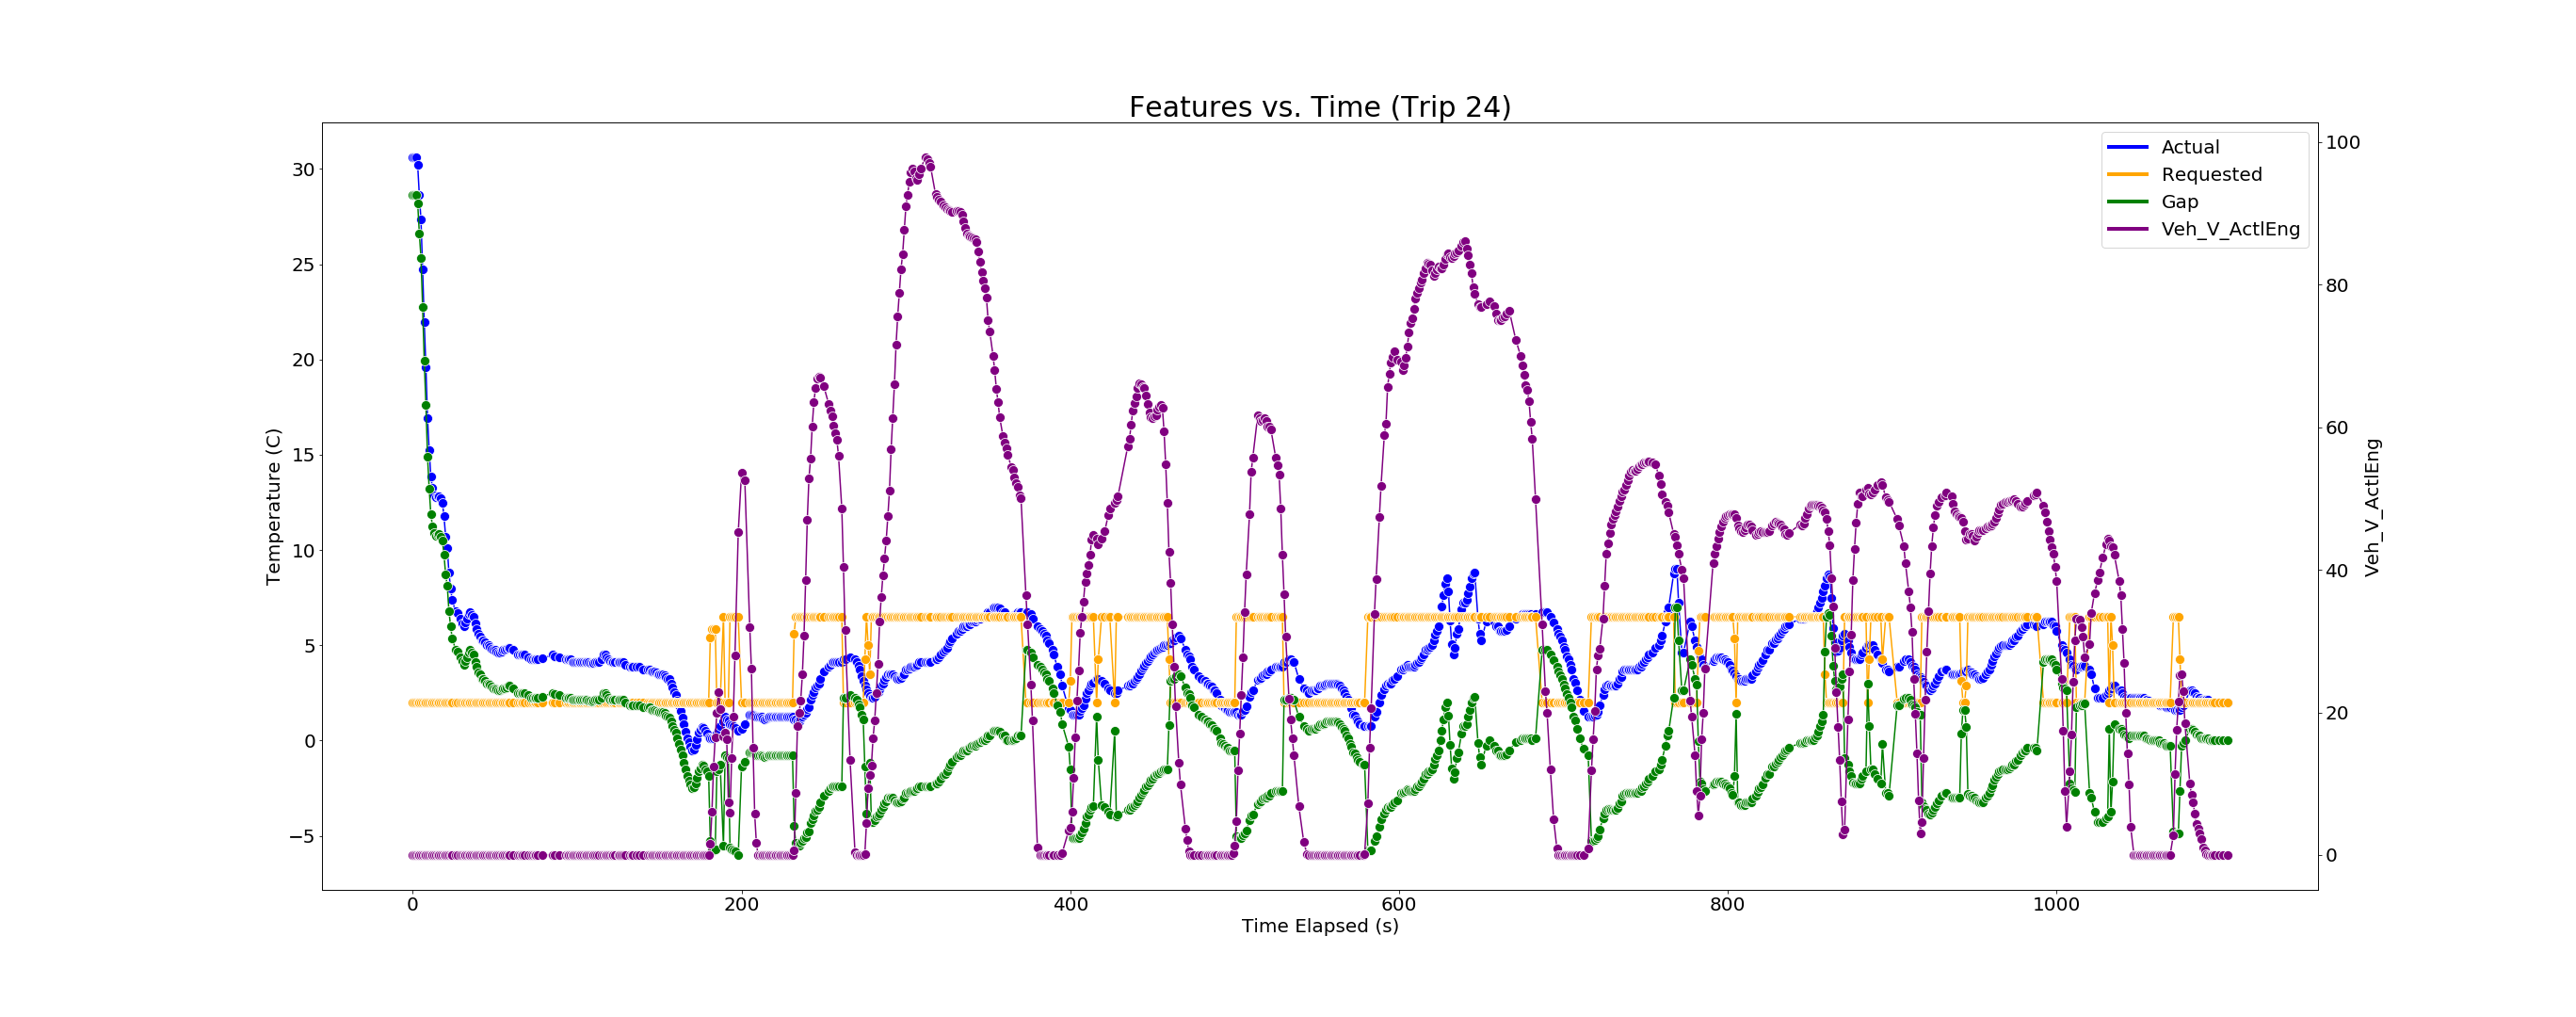 Features vs. Time (Trip 24)
Actual
Requested
Gap
Veh_V_ActlEng
Temperature (C)
30
25
20
15
10
5
0
−5
100
80
60
40
20
0
Veh_V_ActlEng
0 200 400 600 800 1000
Time Elapsed (s)